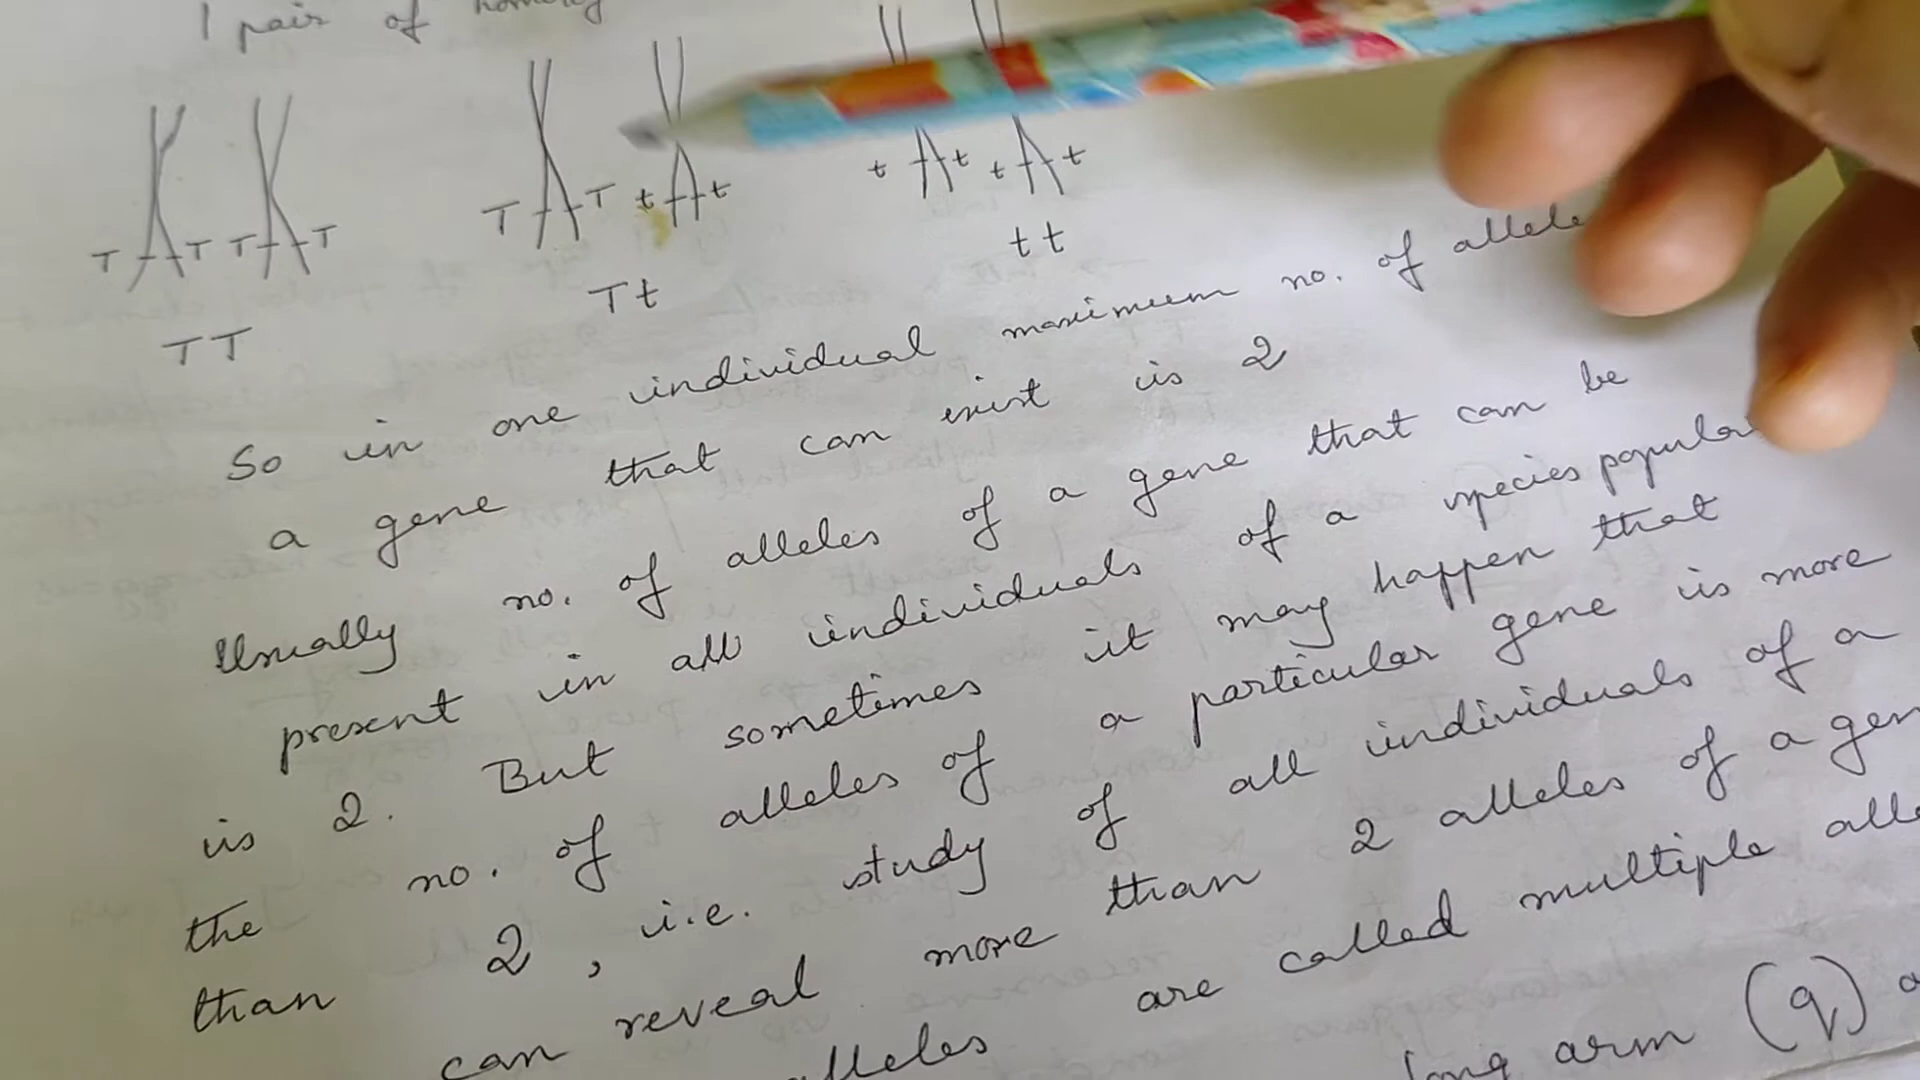 1 pair of
T T T T
T T t t
t t t t
TT
Tt
tt
So in one individual maximum no. of allele
a gene that can exist is 2
Usually no. of alleles of a gene that can be
present in all individuals of a species popula
is 2. But sometimes it may happen that
the no. of alleles of a particular gene is more
than 2, i.e. study of all individuals of a
can reveal more than 2 alleles of a gen
alleles are called multiple alle
long arm (q)